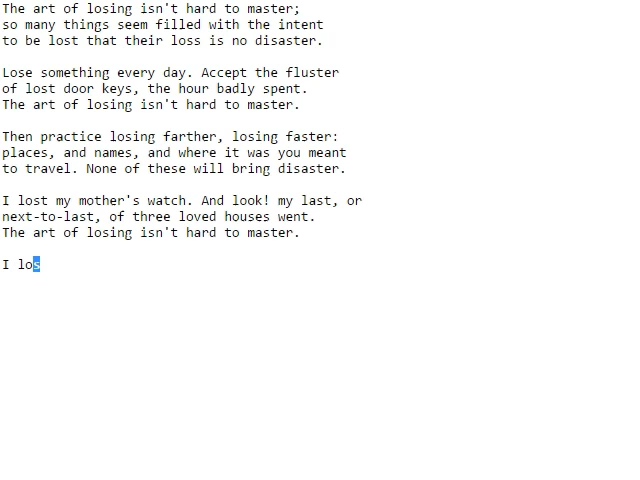 The art of losing isn't hard to master;
so many things seem filled with the intent
to be lost that their loss is no disaster.

Lose something every day. Accept the fluster
of lost door keys, the hour badly spent.
The art of losing isn't hard to master.

Then practice losing farther, losing faster:
places, and names, and where it was you meant
to travel. None of these will bring disaster.

I lost my mother's watch. And look! my last, or
next-to-last, of three loved houses went.
The art of losing isn't hard to master.

I los